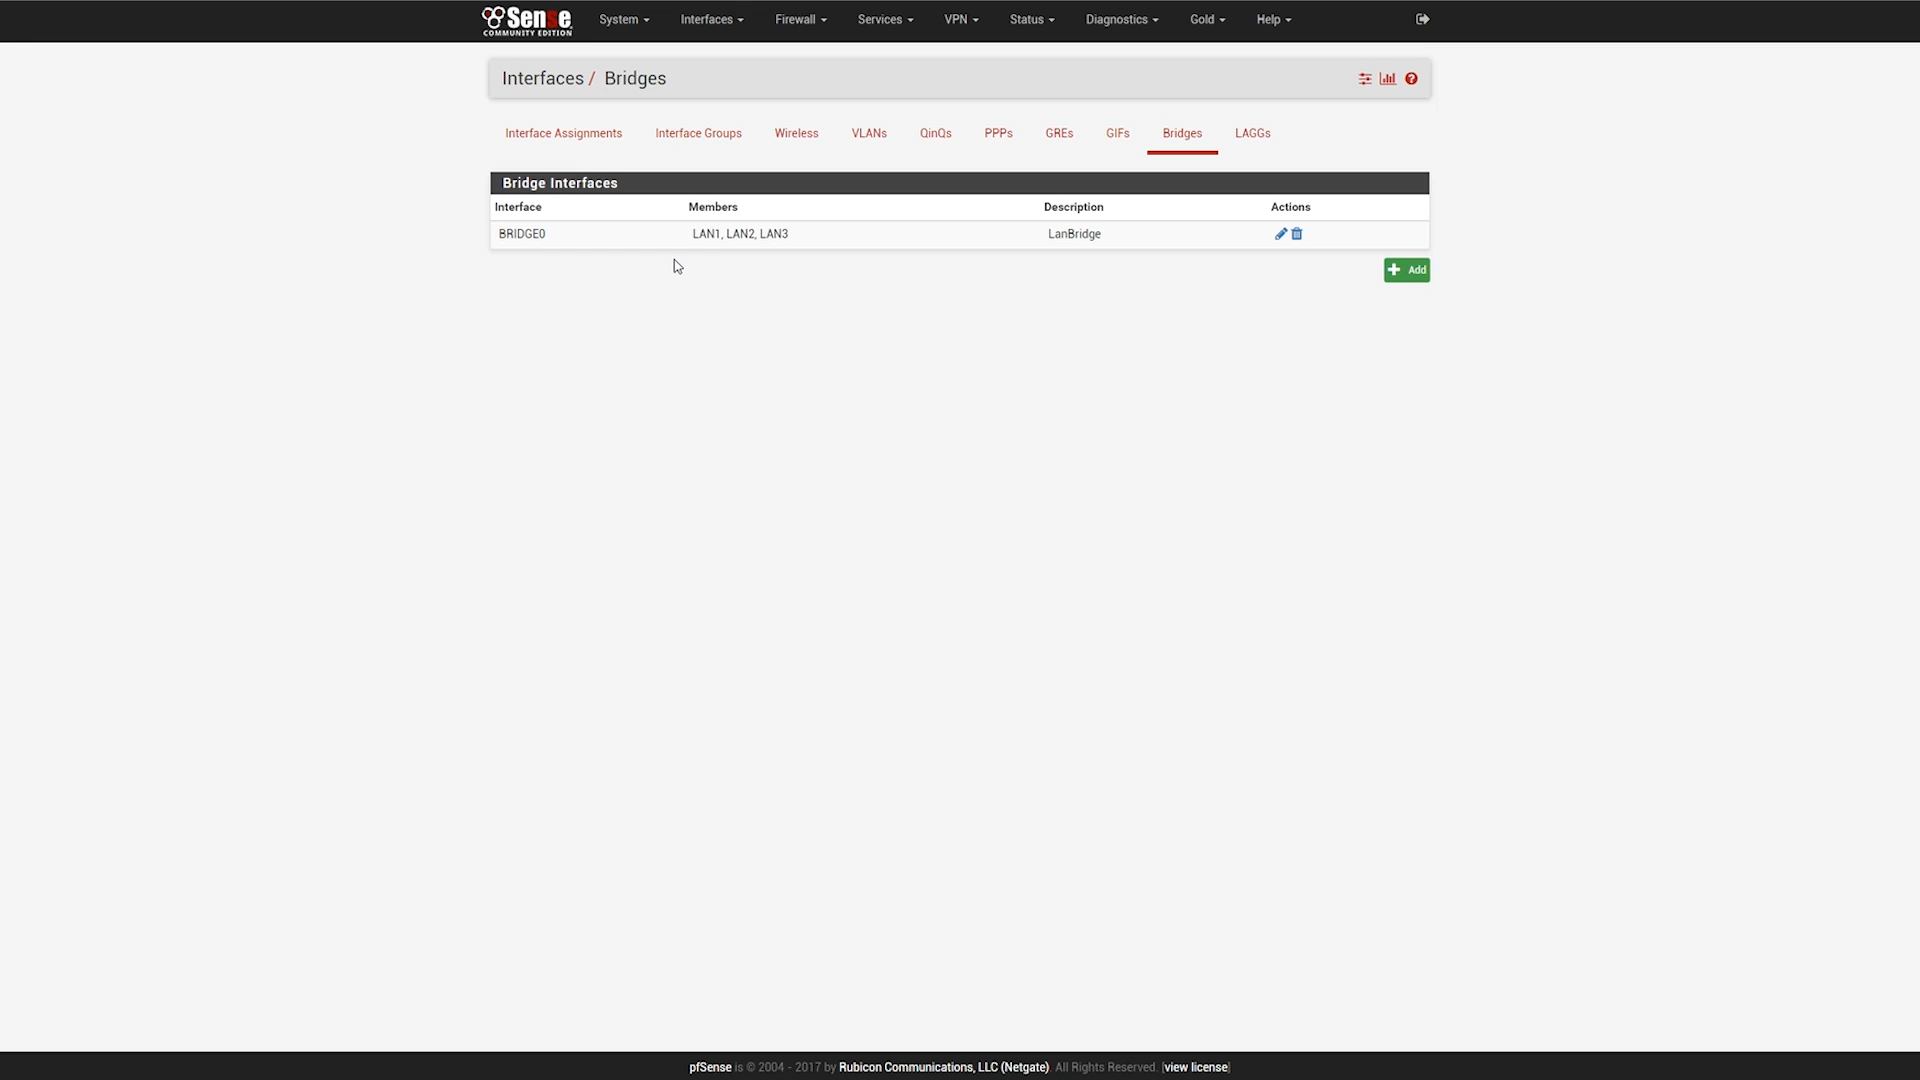 Sense System Interfaces Firewall Services VPN Status Diagnostics Gold Help
COMMUNITY EDITION
Interfaces / Bridges
Interface Assignments Interface Groups Wireless VLANs QinQs PPPs GREs GIFs Bridges LAGGs
Bridge Interfaces
Interface Members Description Actions
BRIDGE0 LAN1, LAN2, LAN3 LanBridge
Add
pfSense is © 2004 - 2017 by Rubicon Communications, LLC (Netgate). All Rights Reserved. [view license]